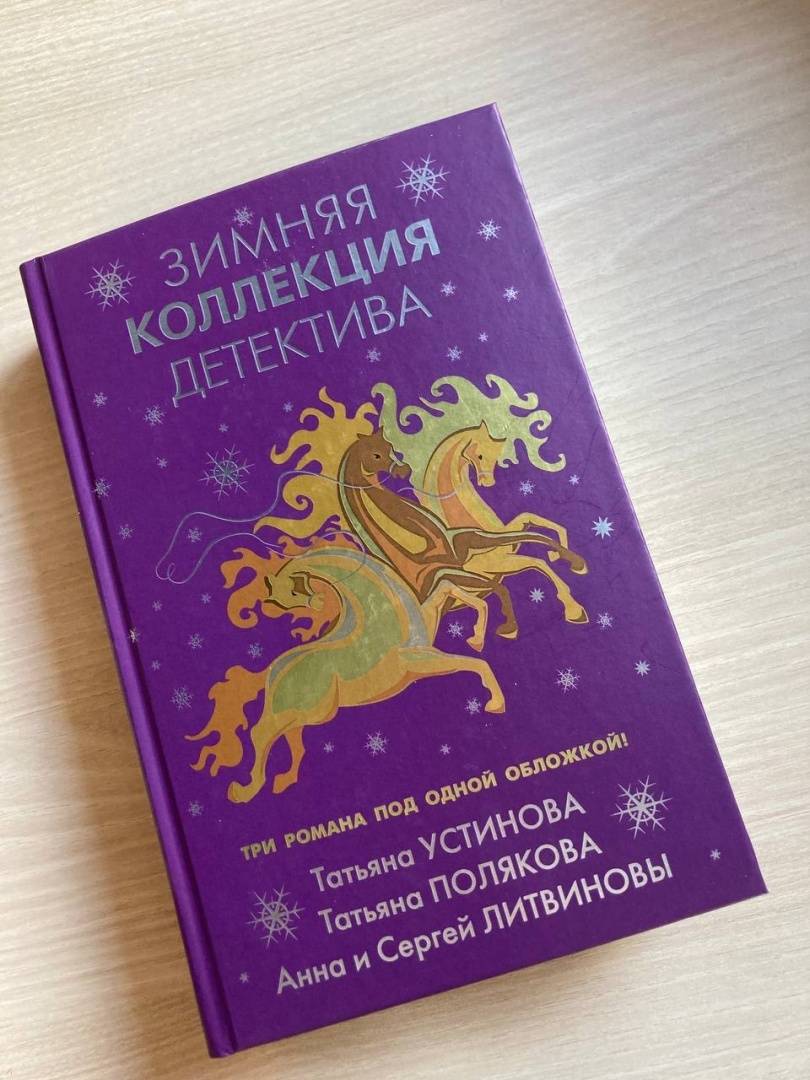 ЗИМНЯЯ
КОЛЛЕКЦИЯ
ДЕТЕКТИВА
ТРИ РОМАНА ПОД ОДНОЙ ОБЛОЖКОЙ!
Татьяна УСТИНОВА
Татьяна ПОЛЯКОВА
Анна и Сергей ЛИТВИНОВЫ